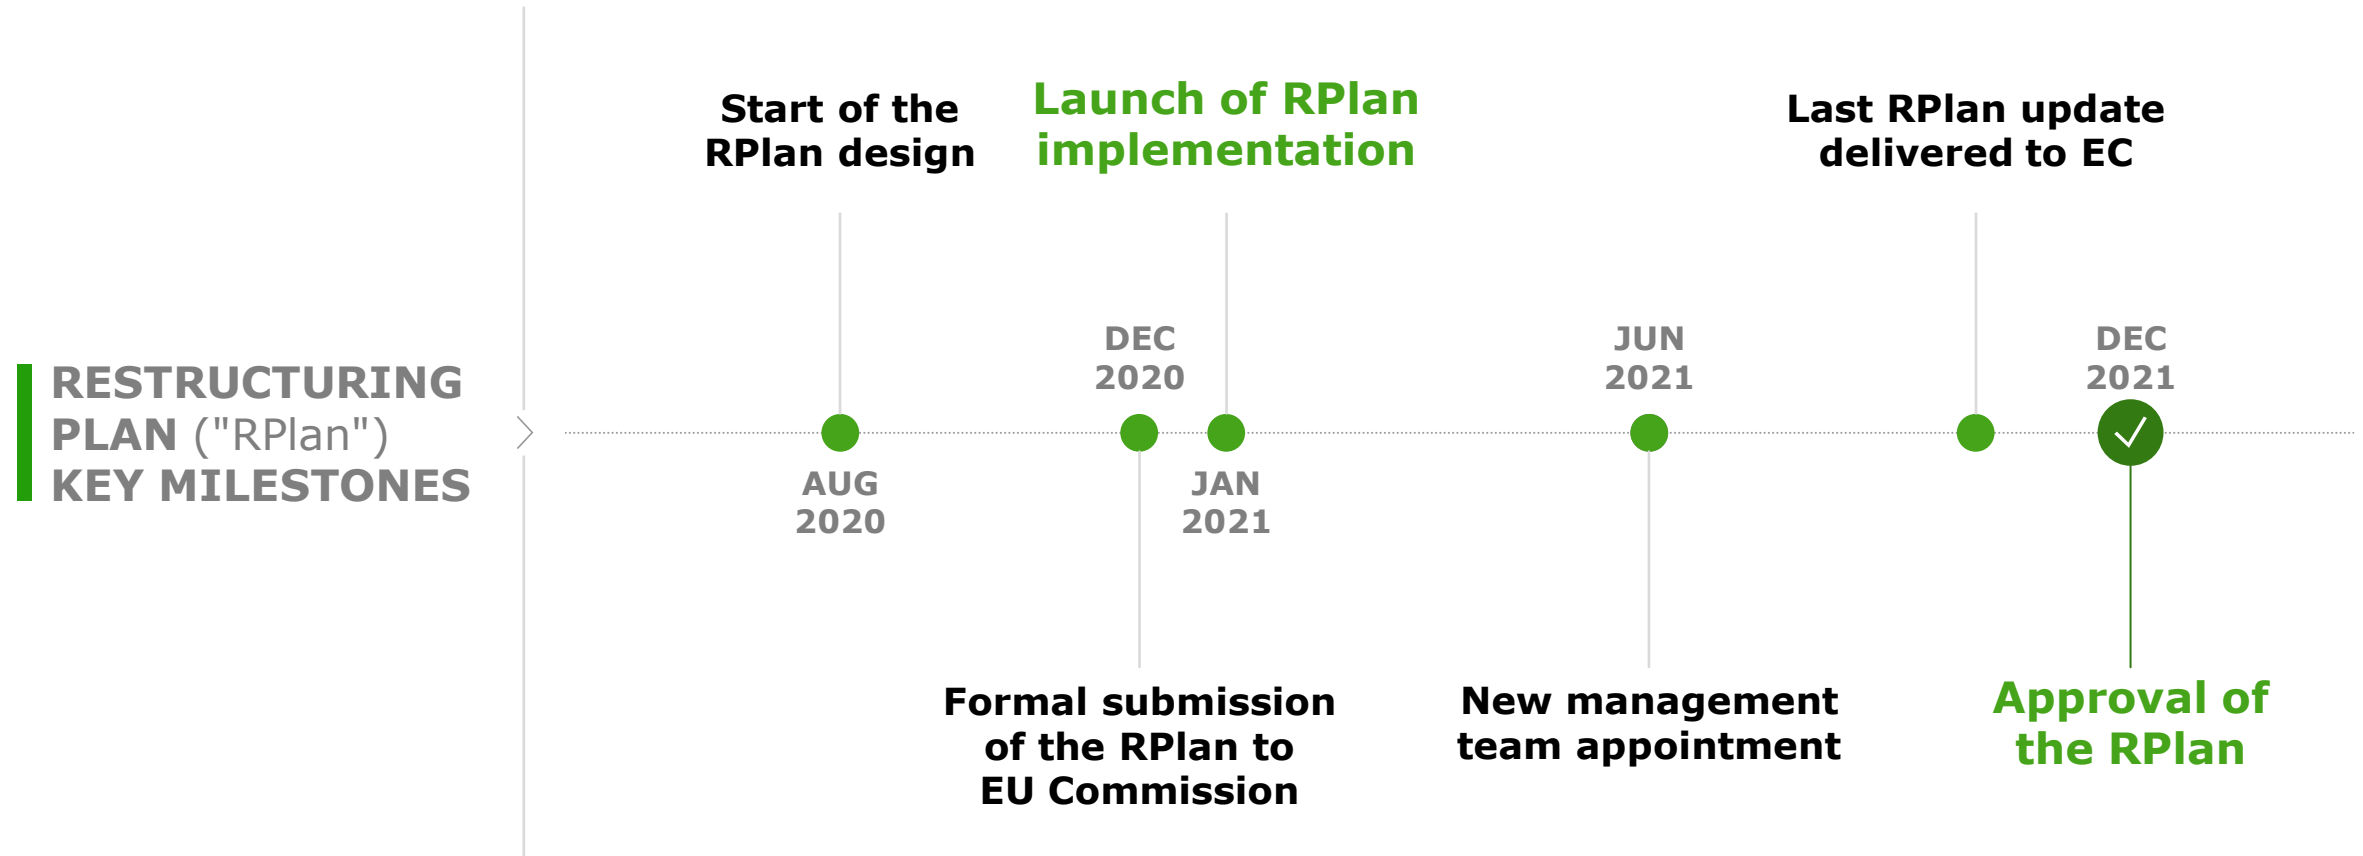 RESTRUCTURING
PLAN ("RPlan")
KEY MILESTONES
Start of the
RPlan design
AUG
2020
DEC
2020
Formal submission
of the RPlan to
EU Commission
Launch of RPlan
implementation
JAN
2021
JUN
2021
New management
team appointment
Last RPlan update
delivered to EC
DEC
2021
Approval of
the RPlan